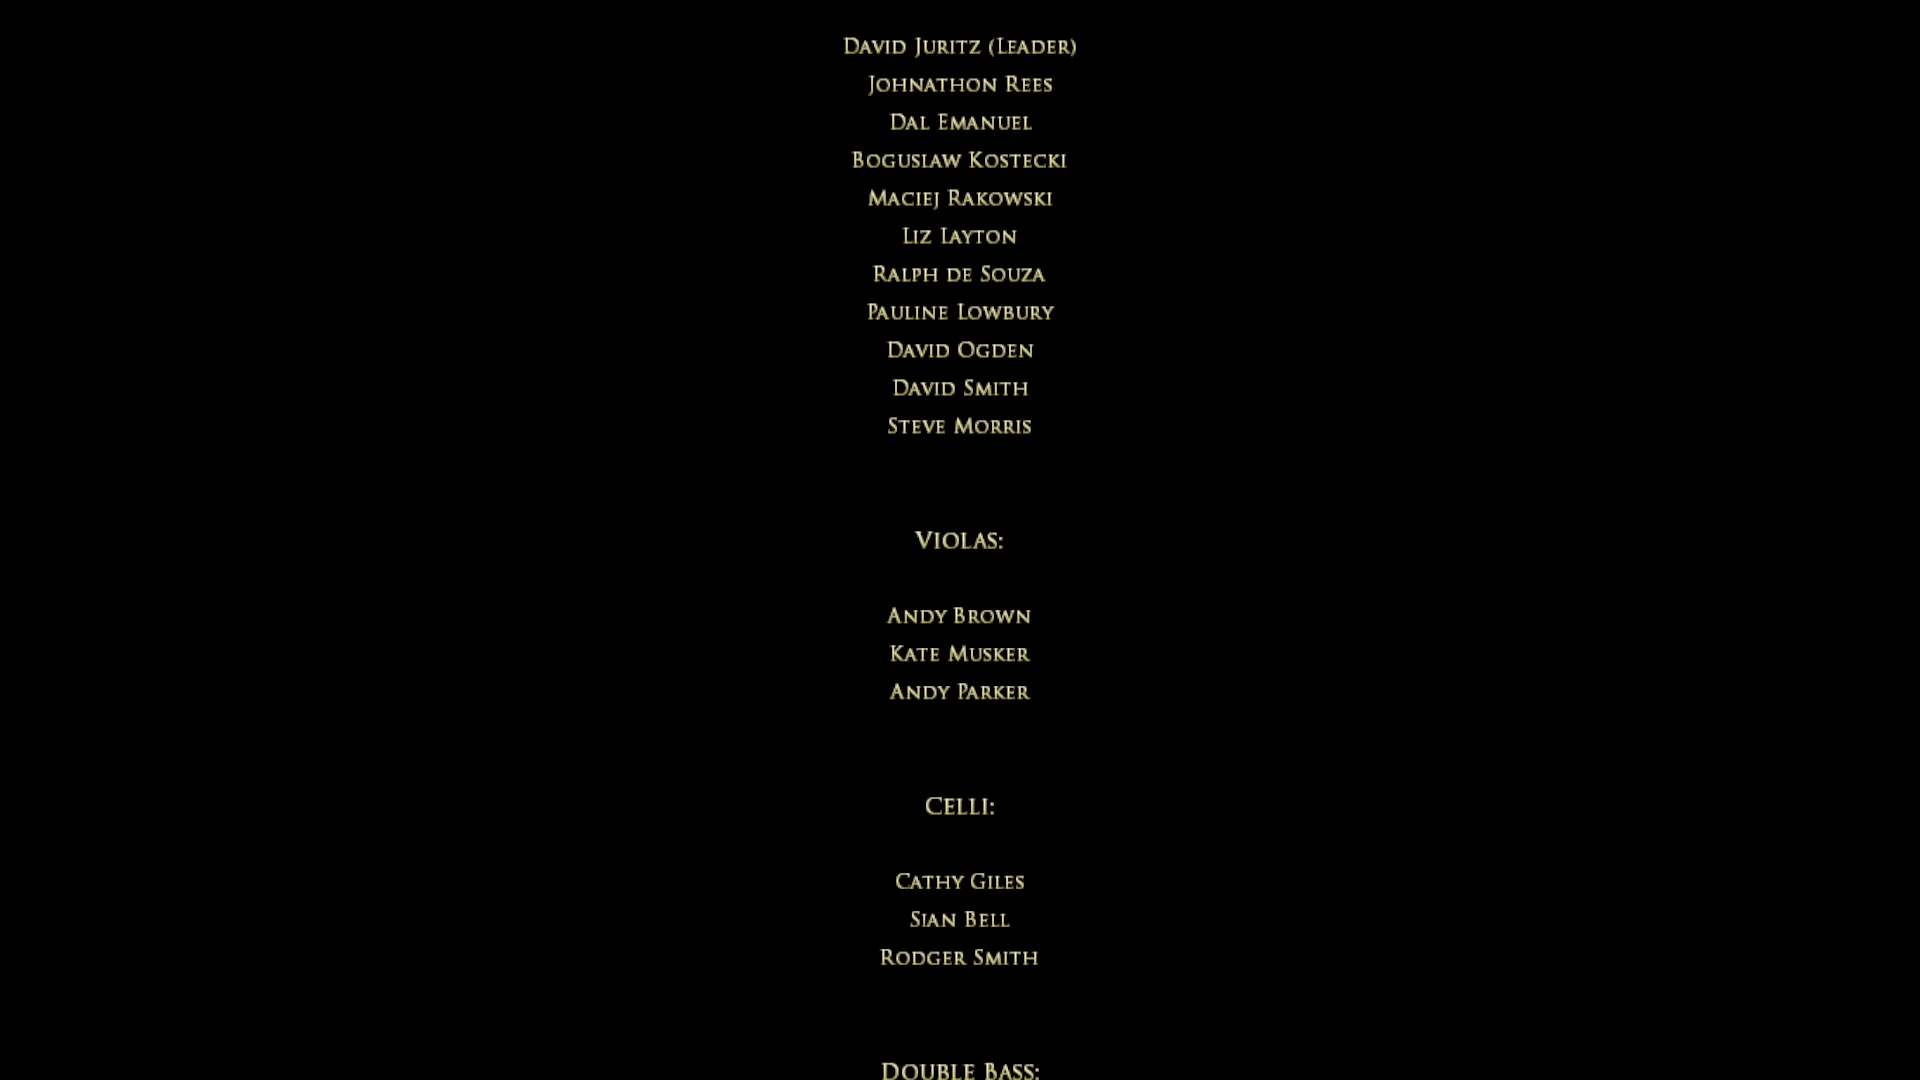 David Juritz (Leader)
Johnathon Rees
Dal Emanuel
Boguslaw Kostecki
Maciej Rakowski
Liz Layton
Ralph de Souza
Pauline Lowbury
David Ogden
David Smith
Steve Morris
Violas:
Andy Brown
Kate Musker
Andy Parker
Celli:
Cathy Giles
Sian Bell
Rodger Smith
Double Bass: